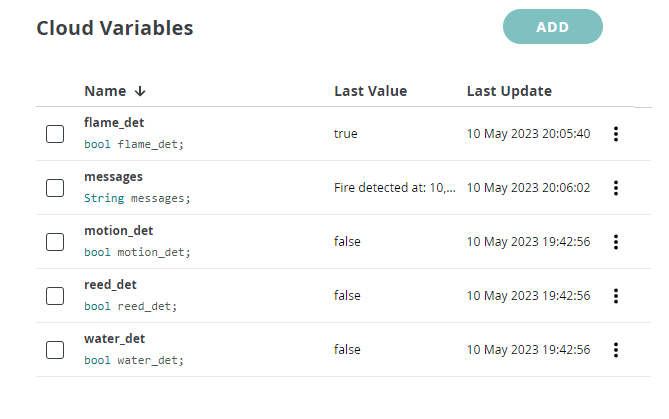 Cloud Variables
ADD
Name ↓ Last Value Last Update
flame_det
bool flame_det;
true
10 May 2023 20:05:40
messages
String messages;
Fire detected at: 10,...
10 May 2023 20:06:02
motion_det
bool motion_det;
false
10 May 2023 19:42:56
reed_det
bool reed_det;
false
10 May 2023 19:42:56
water_det
bool water_det;
false
10 May 2023 19:42:56